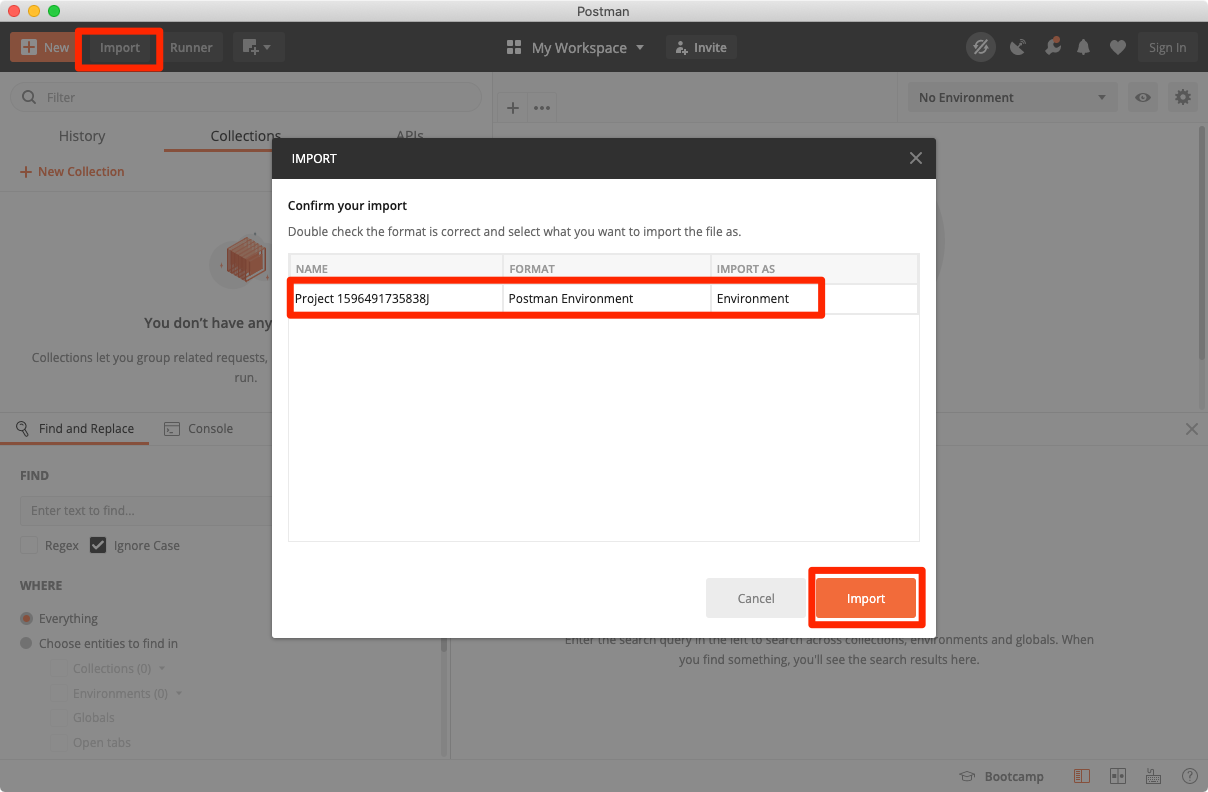 Postman
New Import Runner My Workspace Invite Sign In
Filter
No Environment
History Collections APIs
New Collection
IMPORT
Confirm your import
Double check the format is correct and select what you want to import the file as.
NAME FORMAT IMPORT AS
Project 1596491735838J Postman Environment Environment
You don't have any
Collections let you group related requests,
run.
Find and Replace Console
FIND
Enter text to find...
Regex Ignore Case
WHERE
Everything
Choose entities to find in
Collections (0)
Environments (0)
Globals
Open tabs
Cancel Import
Enter the search query in the left to search across collections, environments and globals. When
you find something, you'll see the search results here.
Bootcamp